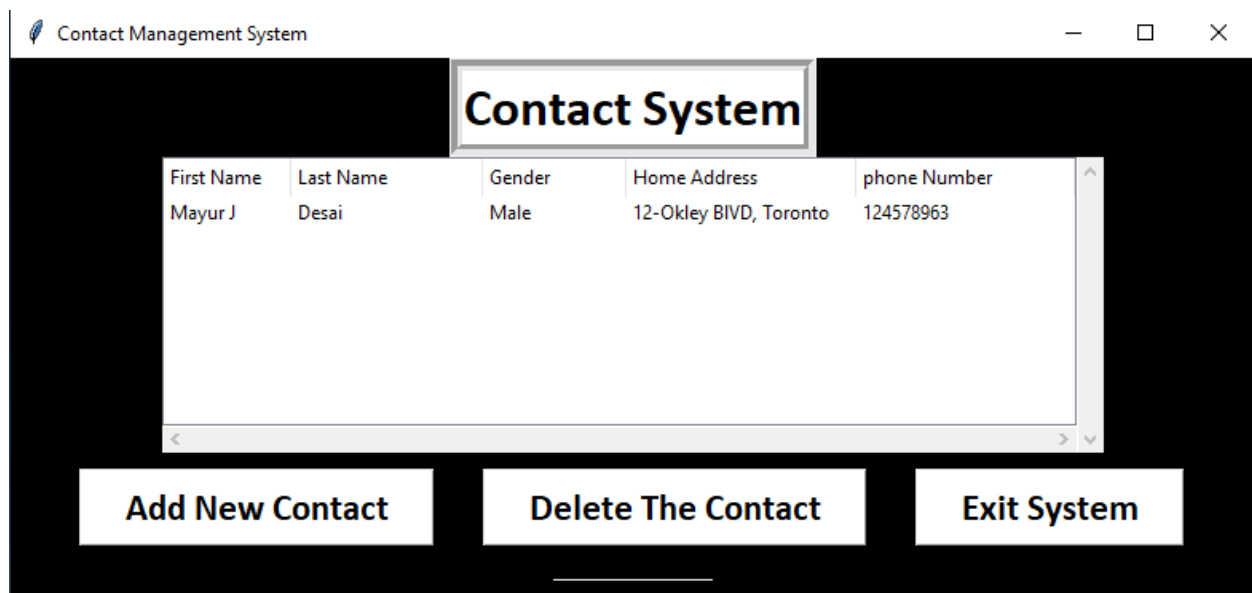 Contact Management System
Contact System
First Name Last Name Gender Home Address phone Number
Mayur J Desai Male 12-Okley BlVD, Toronto 124578963
Add New Contact Delete The Contact Exit System